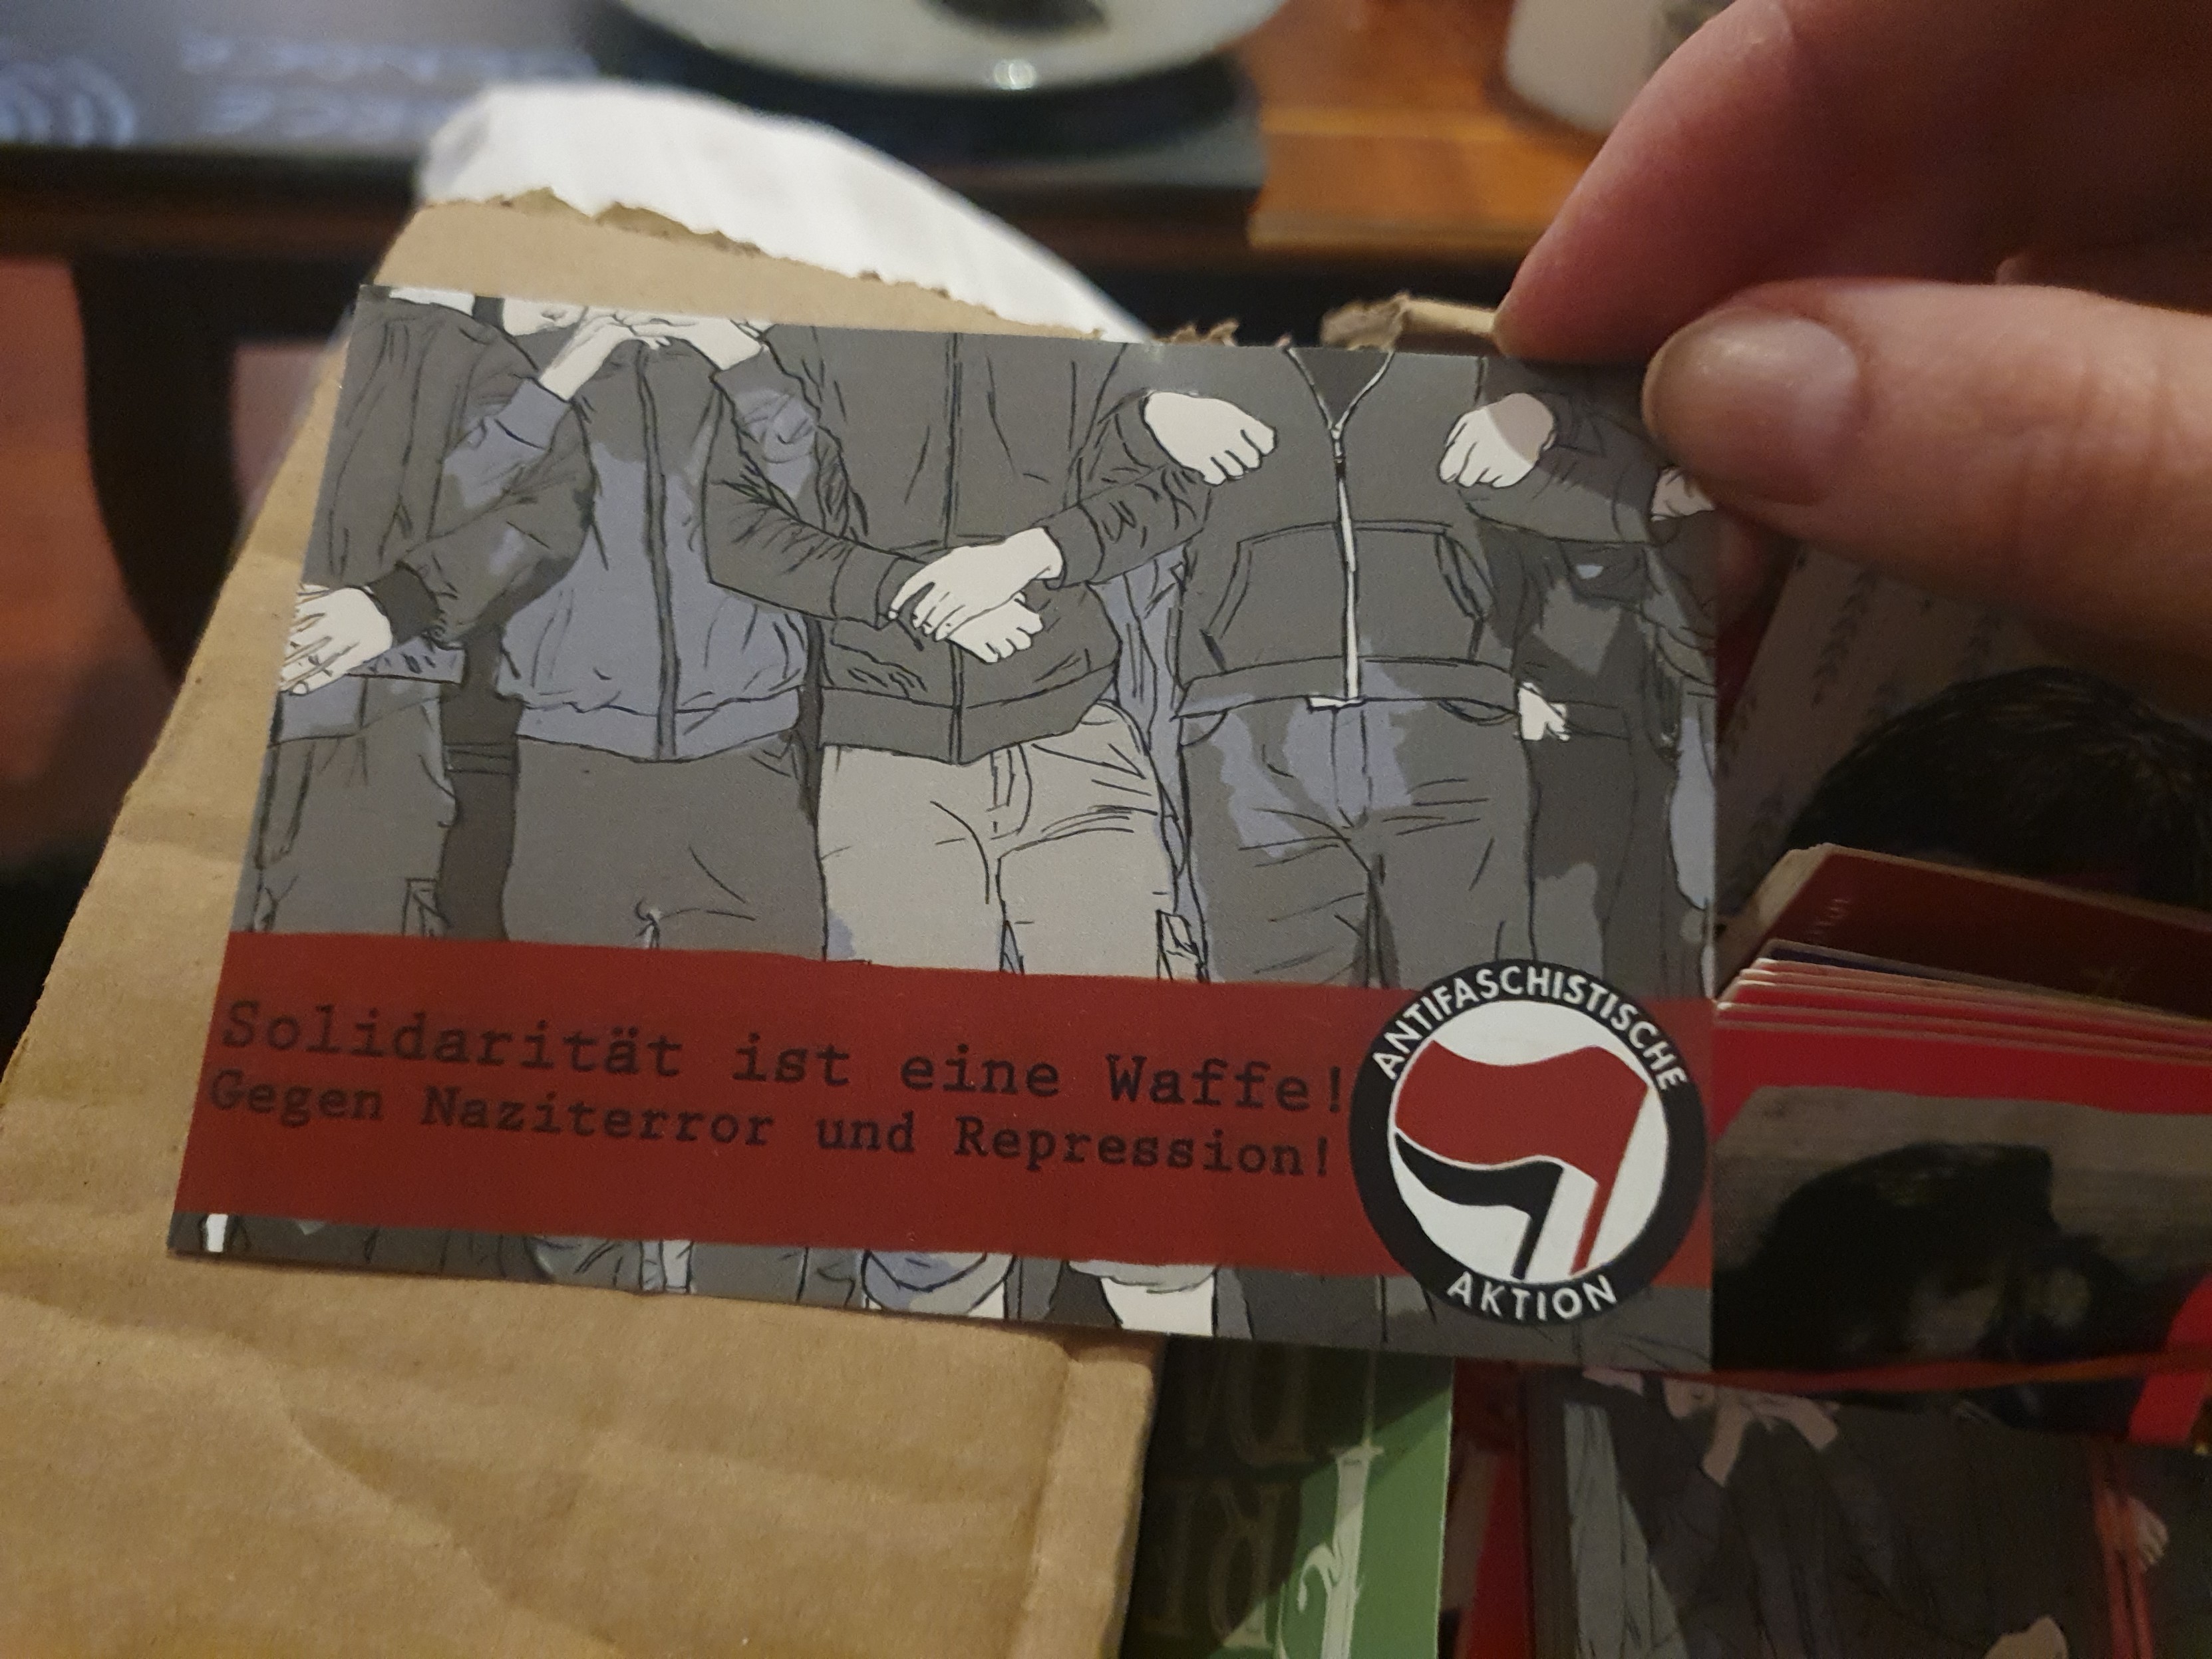 Solidarität ist eine Waffe!
Gegen Naziterror und Repression!
ANTIFASCHISTISCHE
AKTION